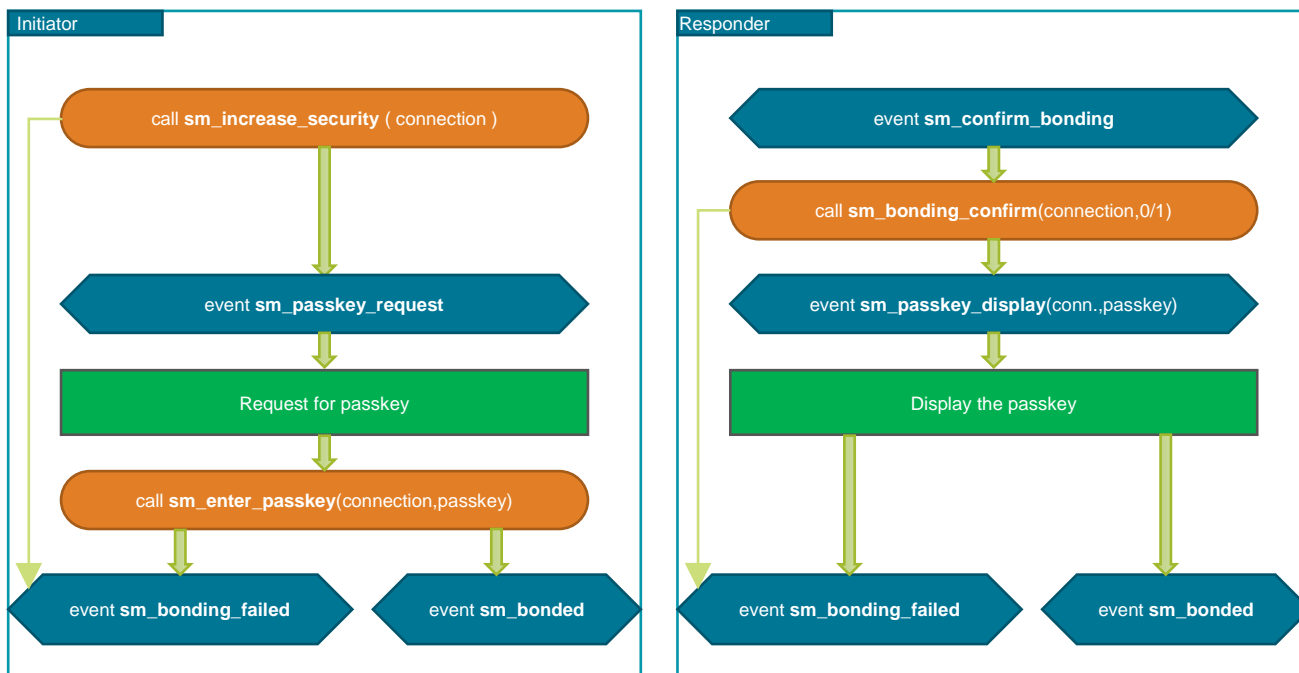 Initiator
call sm_increase_security ( connection )
event sm_passkey_request
Request for passkey
call sm_enter_passkey(connection,passkey)
event sm_bonding_failed
event sm_bonded
Responder
event sm_confirm_bonding
call sm_bonding_confirm(connection,0/1)
event sm_passkey_display(conn.,passkey)
Display the passkey
event sm_bonding_failed
event sm_bonded